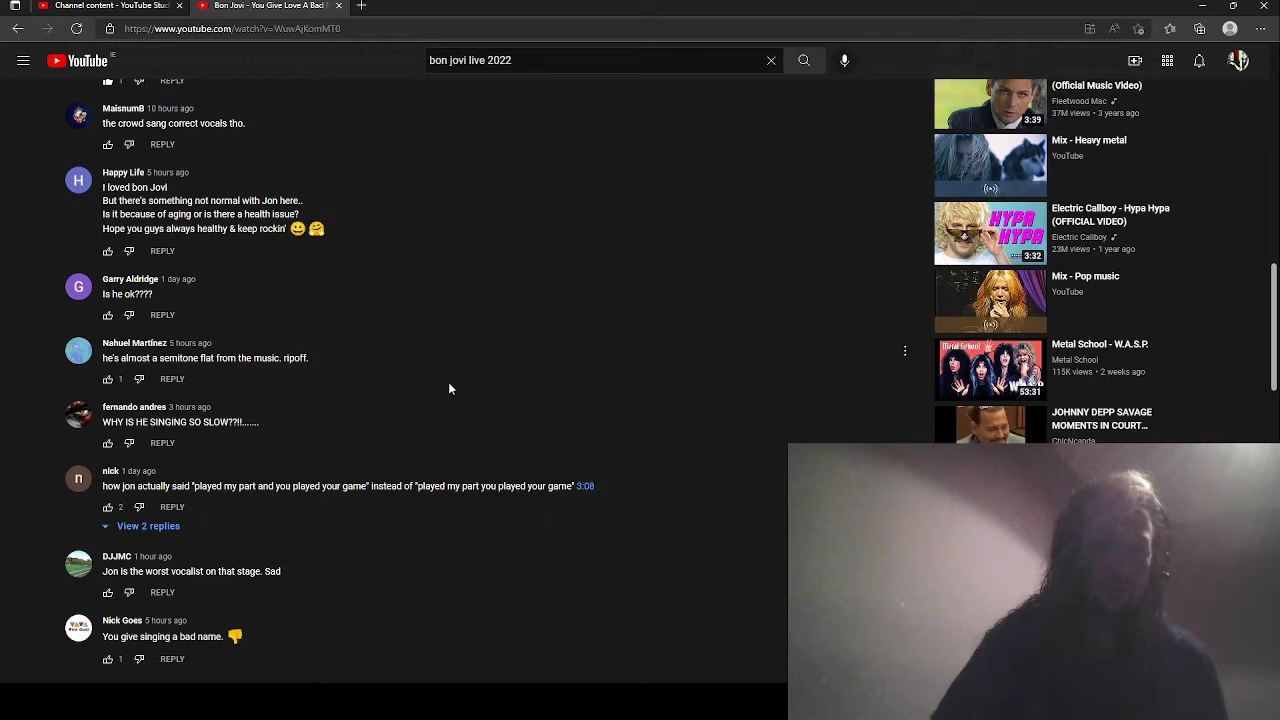 Channel content - YouTube Stud
Bon Jovi - You Give Love A Bad N
https://www.youtube.com/watch?v=WuwAjKomMT0
YouTube IE
bon jovi live 2022
1 REPLY
MaisnumB 10 hours ago
the crowd sang correct vocals tho.
REPLY
H
Happy Life 5 hours ago
I loved bon Jovi
But there's something not normal with Jon here..
Is it because of aging or is there a health issue?
Hope you guys always healthy & keep rockin' 😀 🤗
REPLY
G
Garry Aldridge 1 day ago
Is he ok????
REPLY
Nahuel Martínez 5 hours ago
he's almost a semitone flat from the music. ripoff.
1 REPLY
fernando andres 3 hours ago
WHY IS HE SINGING SO SLOW??!!.......
REPLY
n
nick 1 day ago
how jon actually said "played my part and you played your game" instead of "played my part you played your game" 3:08
2 REPLY
View 2 replies
DJJMC 1 hour ago
Jon is the worst vocalist on that stage. Sad
REPLY
Nick Goes 5 hours ago
You give singing a bad name. 👎
1 REPLY
(Official Music Video)
Fleetwood Mac
37M views • 3 years ago
3:39
Mix - Heavy metal
YouTube
Electric Callboy - Hypa Hypa
(OFFICIAL VIDEO)
Electric Callboy
23M views • 1 year ago
HYPA
HYPA
3:32
Mix - Pop music
YouTube
Metal School - W.A.S.P.
Metal School
115K views • 2 weeks ago
METAL SCHOOL
53:31
JOHNNY DEPP SAVAGE
MOMENTS IN COURT...
ChicNcanda